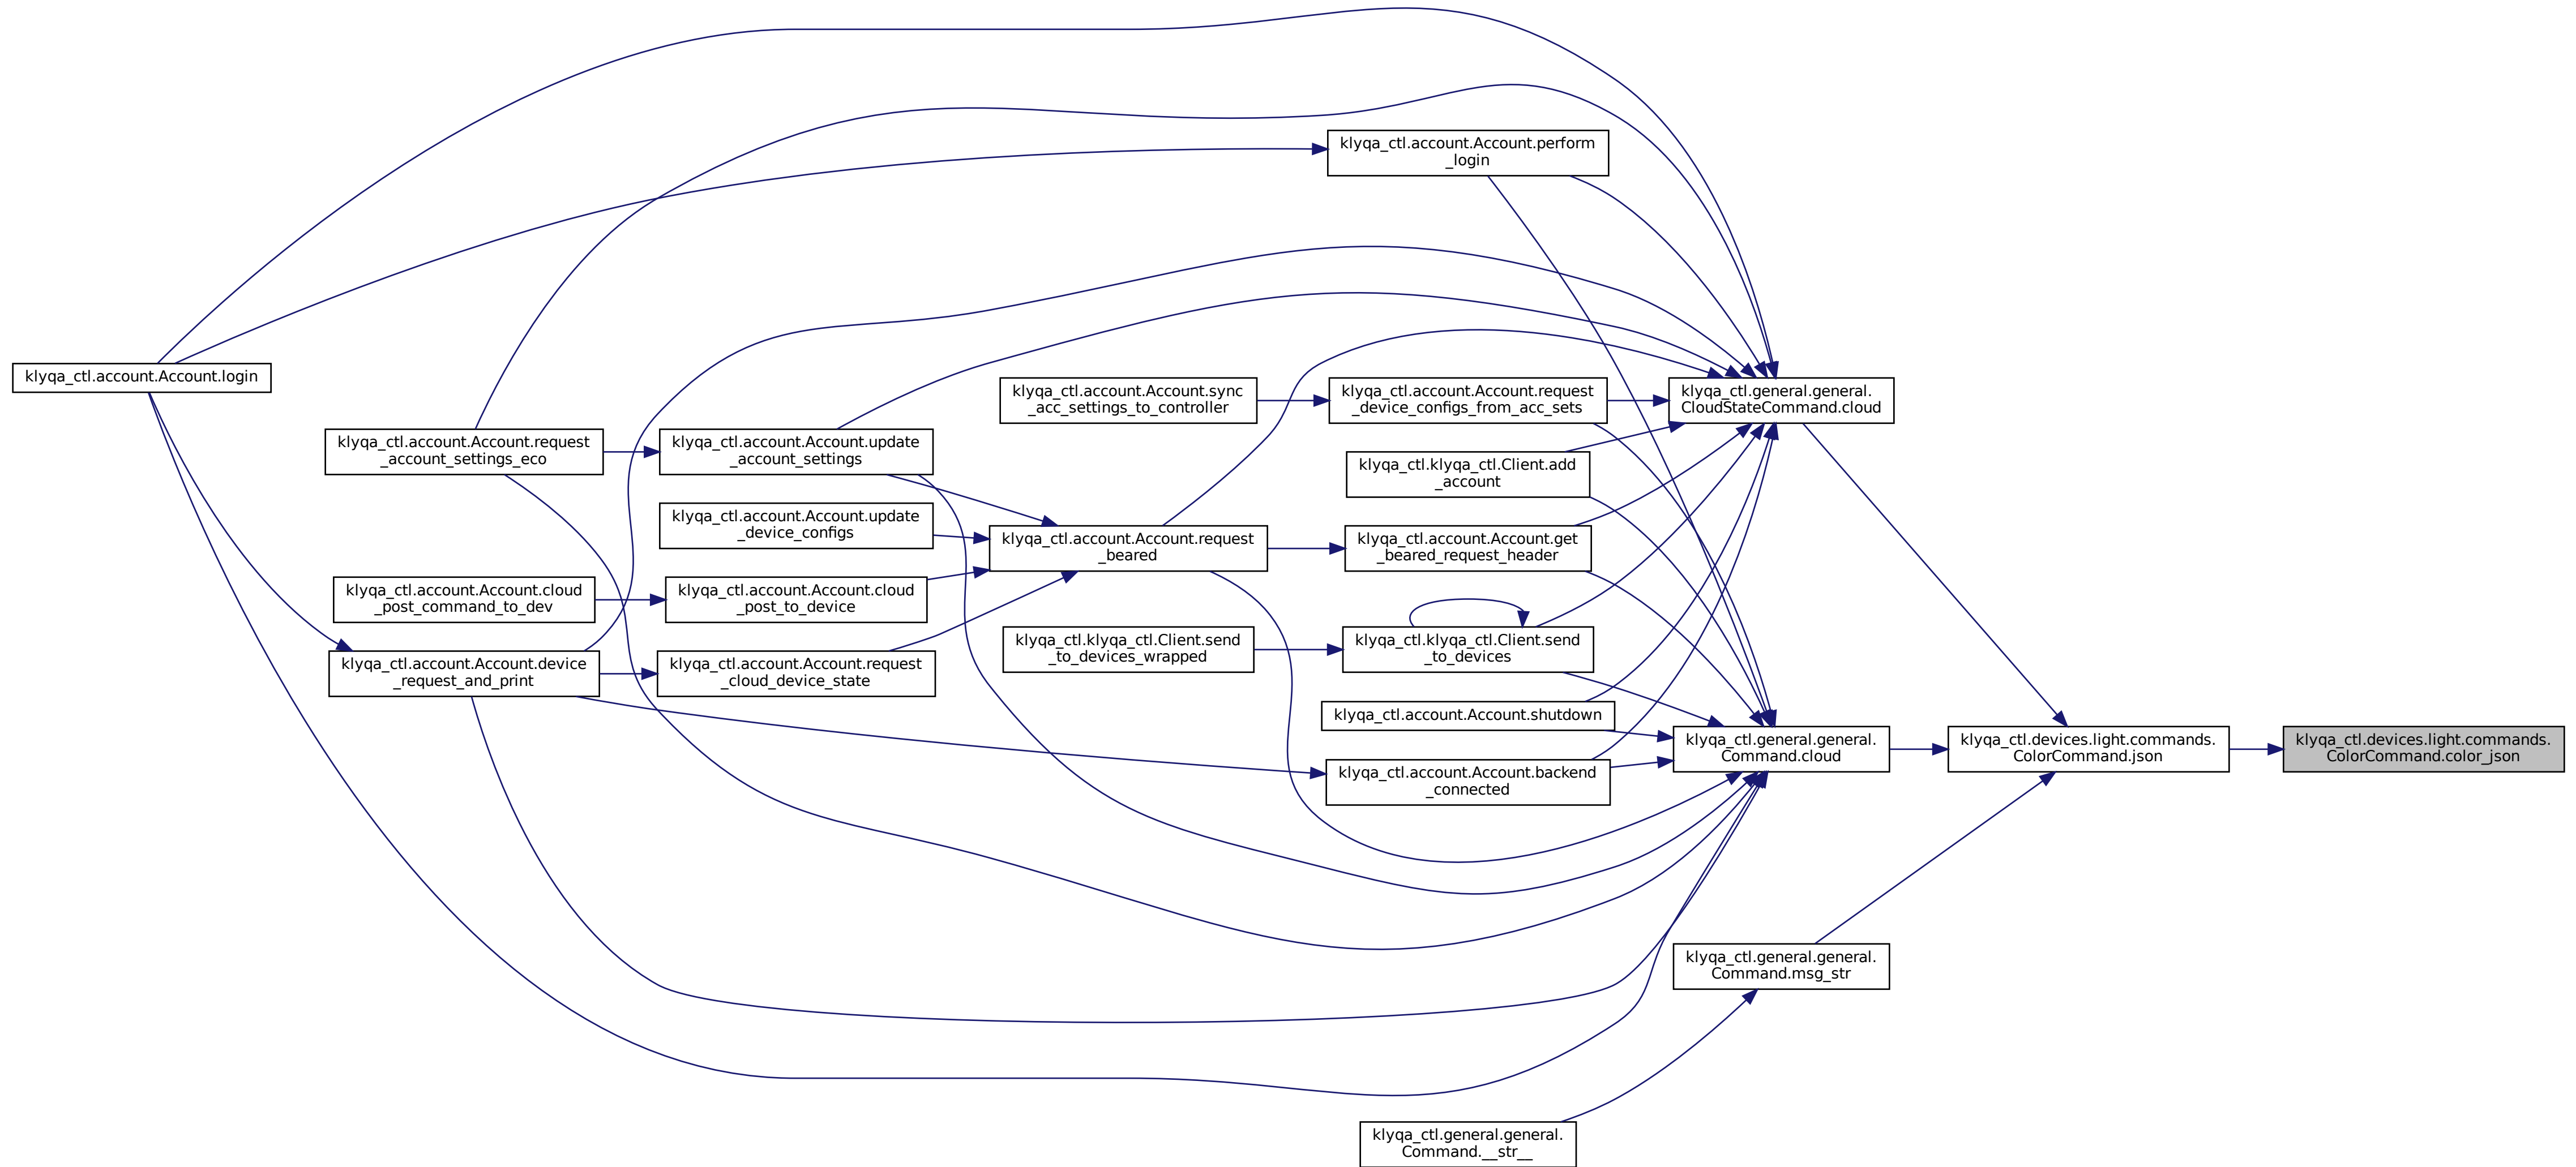 klyqa_ctl.account.Account.perform
_login
klyqa_ctl.account.Account.login
klyqa_ctl.account.Account.sync
_acc_settings_to_controller
klyqa_ctl.account.Account.request
_device_configs_from_acc_sets
klyqa_ctl.general.general.
CloudStateCommand.cloud
klyqa_ctl.account.Account.request
_account_settings_eco
klyqa_ctl.account.Account.update
_account_settings
klyqa_ctl.klyqa_ctl.Client.add
_account
klyqa_ctl.account.Account.update
_device_configs
klyqa_ctl.account.Account.request
_beared
klyqa_ctl.account.Account.get
_beared_request_header
klyqa_ctl.account.Account.cloud
_post_command_to_dev
klyqa_ctl.account.Account.cloud
_post_to_device
klyqa_ctl.klyqa_ctl.Client.send
_to_devices_wrapped
klyqa_ctl.klyqa_ctl.Client.send
_to_devices
klyqa_ctl.account.Account.device
_request_and_print
klyqa_ctl.account.Account.request
_cloud_device_state
klyqa_ctl.account.Account.shutdown
klyqa_ctl.general.general.
Command.cloud
klyqa_ctl.devices.light.commands.
ColorCommand.json
klyqa_ctl.devices.light.commands.
ColorCommand.color_json
klyqa_ctl.account.Account.backend
_connected
klyqa_ctl.general.general.
Command.msg_str
klyqa_ctl.general.general.
Command.__str__